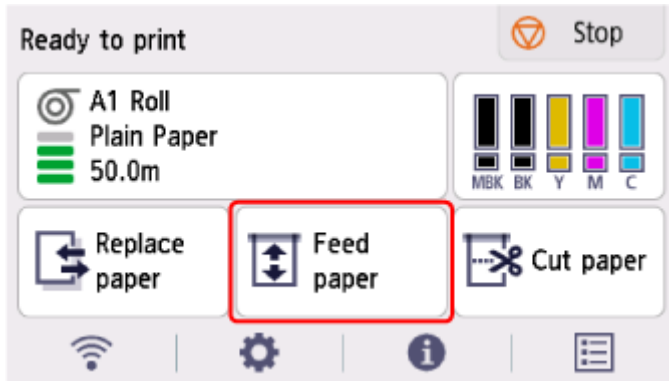 Ready to print
Stop
A1 Roll
Plain Paper
50.0m
MBK BK Y M C
Replace
paper
Feed
paper
Cut paper